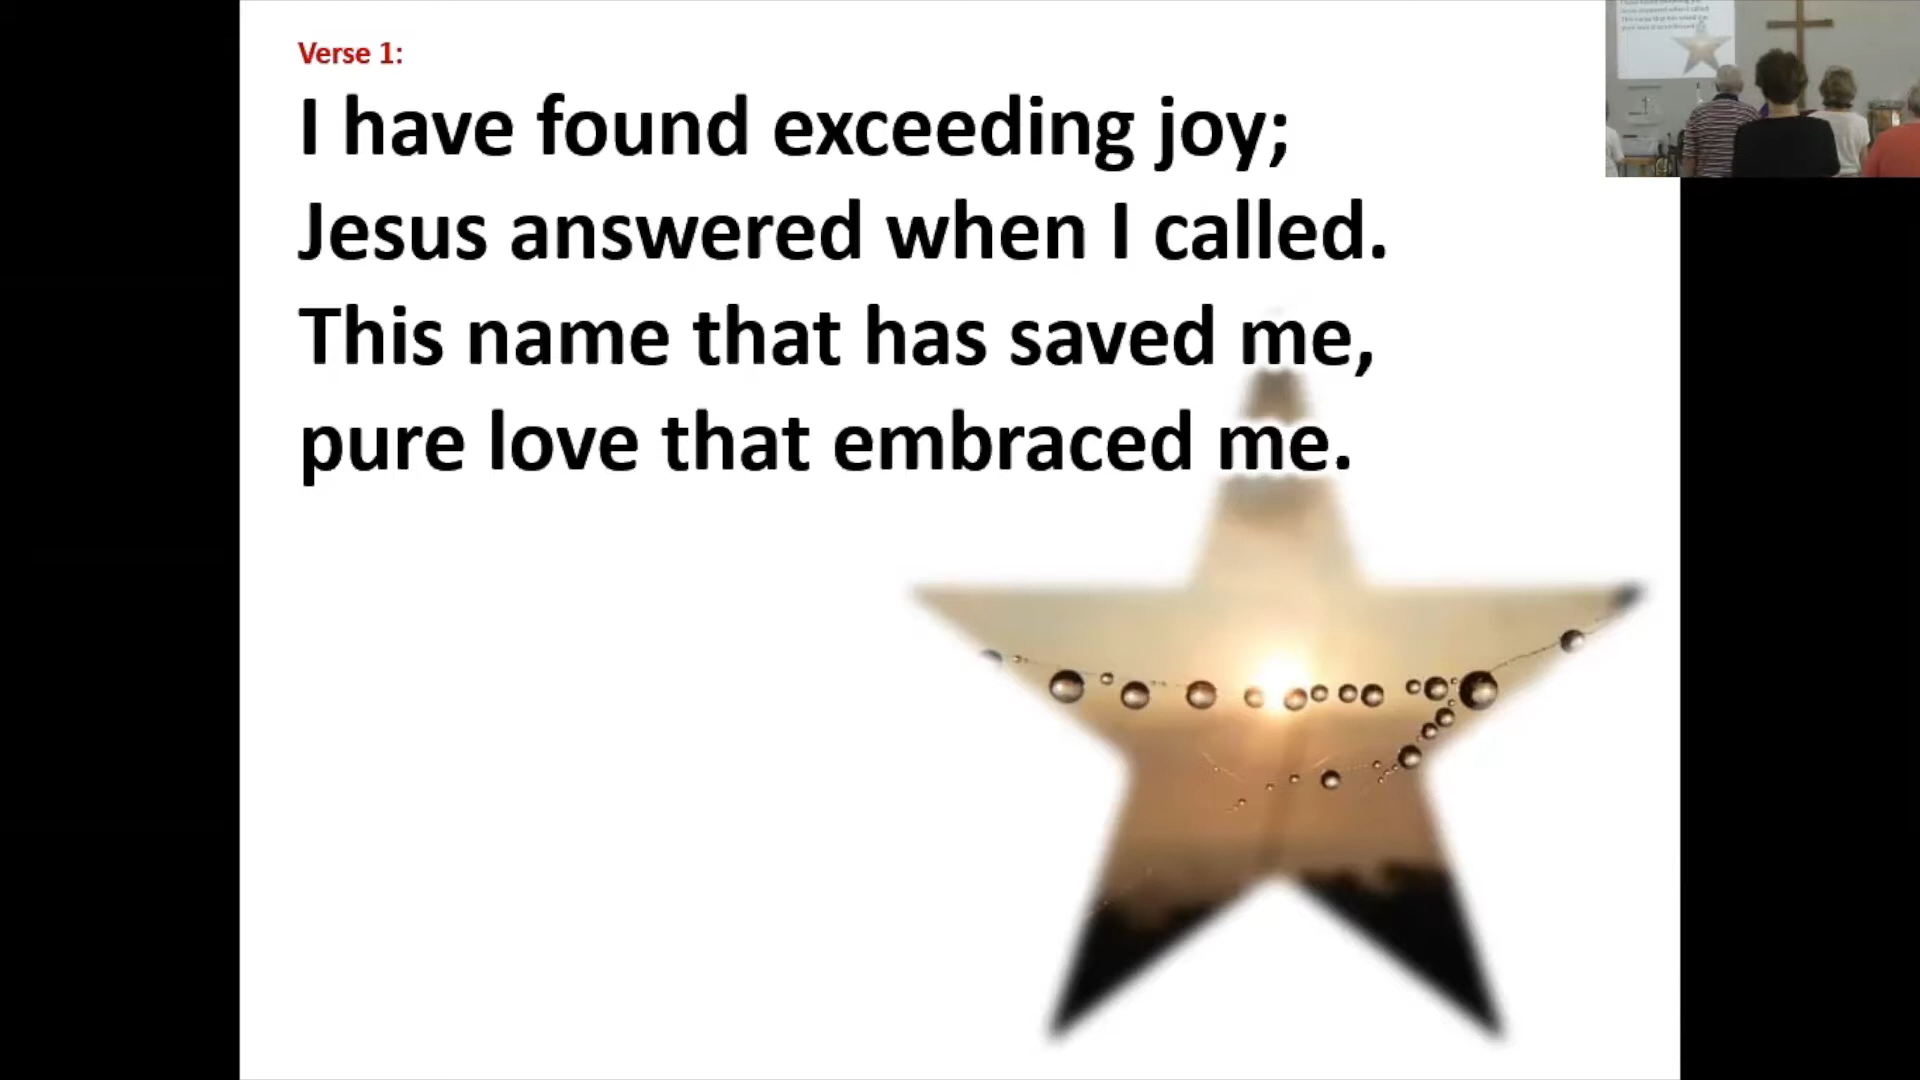 Verse 1:
I have found exceeding joy;
Jesus answered when I called.
This name that has saved me,
pure love that embraced me.